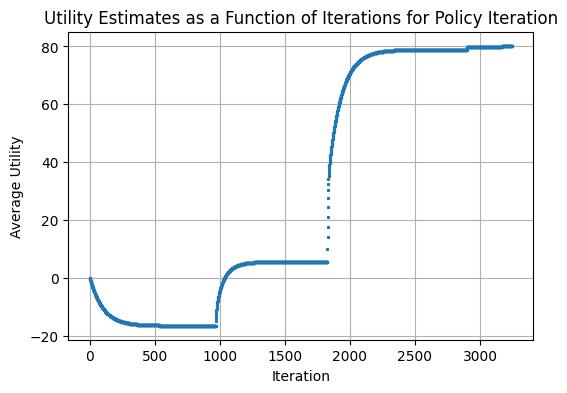 Utility Estimates as a Function of Iterations for Policy Iteration
80
60
40
20
0
−20
Average Utility
0 500 1000 1500 2000 2500 3000
Iteration